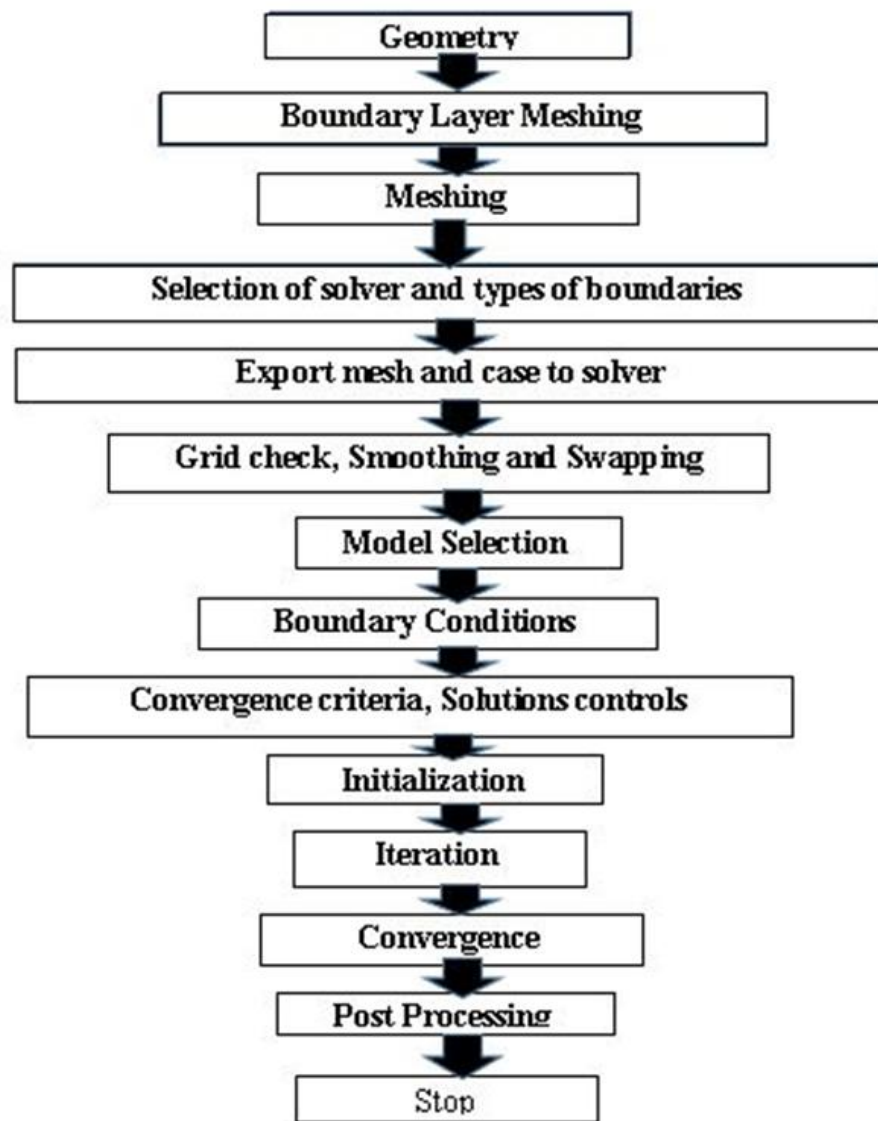 Geometry
Boundary Layer Meshing
Meshing
Selection of solver and types of boundaries
Export mesh and case to solver
Grid check, Smoothing and Swapping
Model Selection
Boundary Conditions
Convergence criteria, Solutions controls
Initialization
Iteration
Convergence
Post Processing
Stop